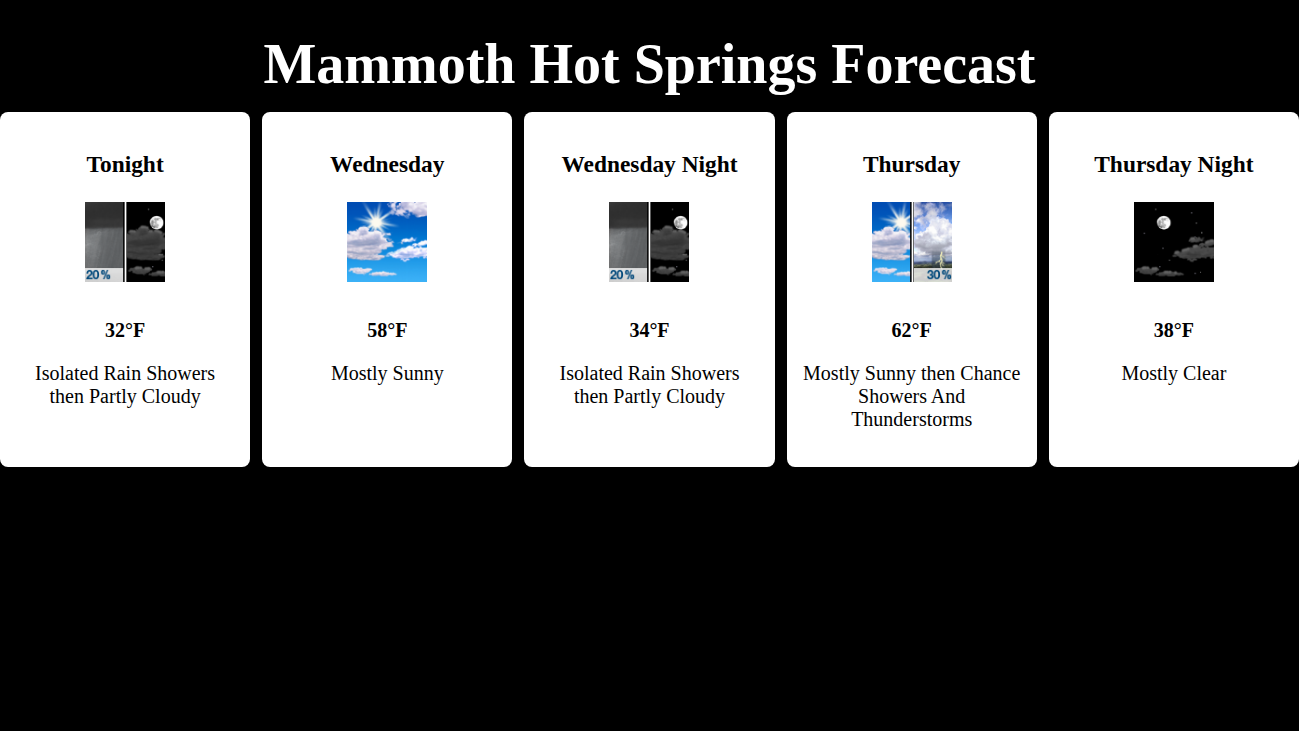 Mammoth Hot Springs Forecast
Tonight
20%
32°F
Isolated Rain Showers
then Partly Cloudy
Wednesday
58°F
Mostly Sunny
Wednesday Night
20%
34°F
Isolated Rain Showers
then Partly Cloudy
Thursday
30%
62°F
Mostly Sunny then Chance
Showers And
Thunderstorms
Thursday Night
38°F
Mostly Clear